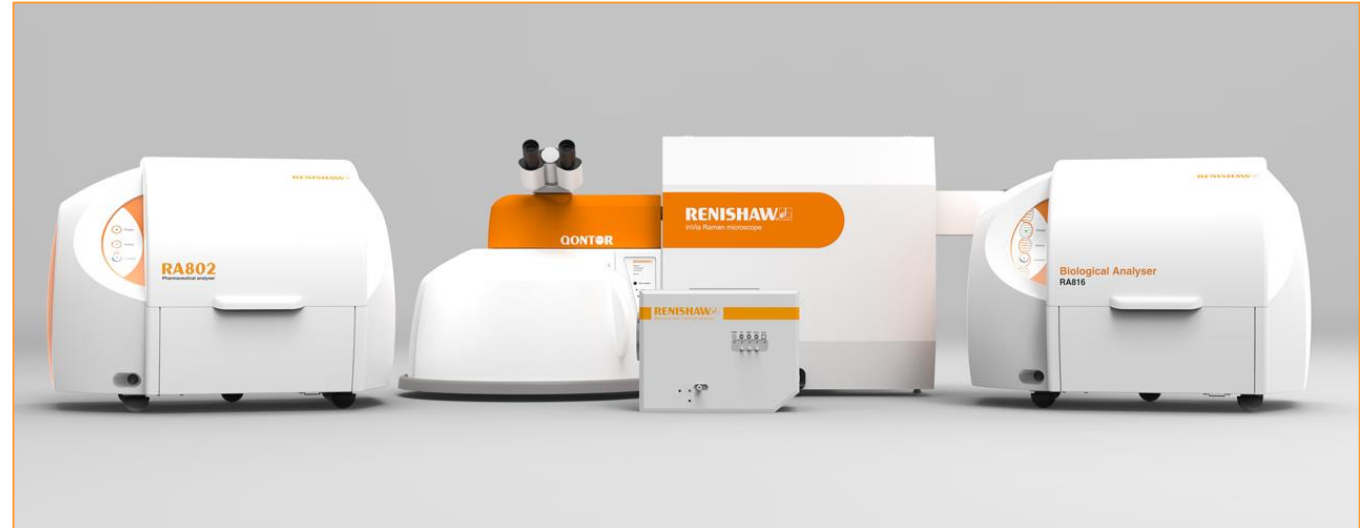 RENISHAW
RA802
Pharmaceutical analyser
QONTOR
RENISHAW
inVia Raman microscope
RENISHAW
RENISHAW
Biological Analyser
RA816